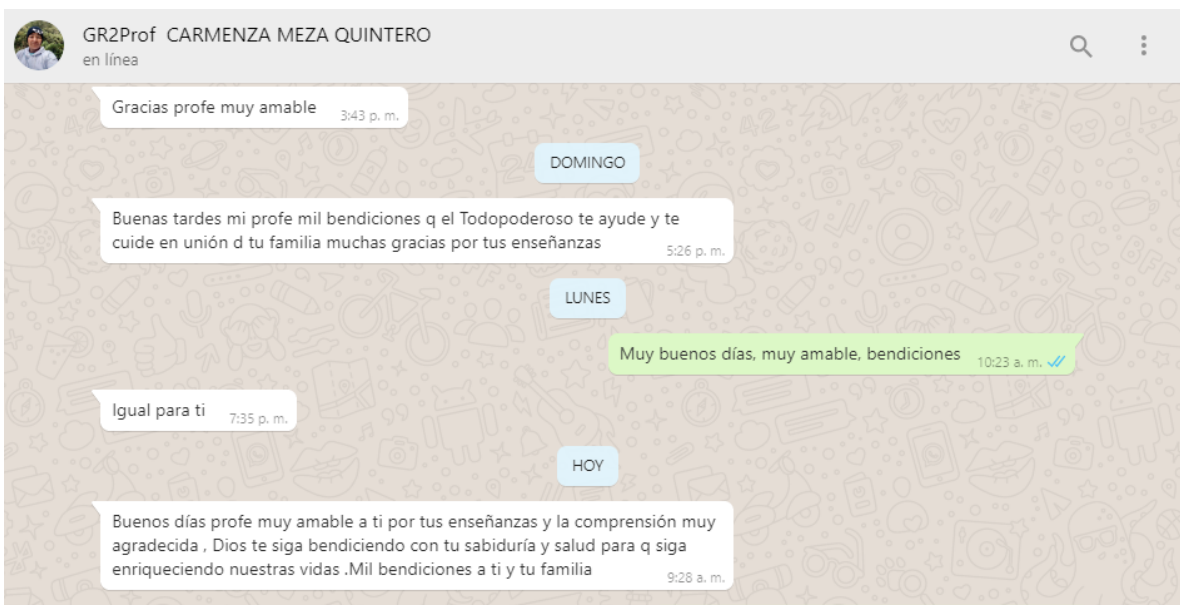 GR2Prof CARMENZA MEZA QUINTERO
en línea
Gracias profe muy amable 3:43 p. m.
DOMINGO
Buenas tardes mi profe mil bendiciones q el Todopoderoso te ayude y te
cuide en unión d tu familia muchas gracias por tus enseñanzas 5:26 p. m.
LUNES
Muy buenos días, muy amable, bendiciones 10:23 a. m.
Igual para ti 7:35 p. m.
HOY
Buenos días profe muy amable a ti por tus enseñanzas y la comprensión muy
agradecida , Dios te siga bendiciendo con tu sabiduría y salud para q siga
enriqueciendo nuestras vidas .Mil bendiciones a ti y tu familia 9:28 a. m.